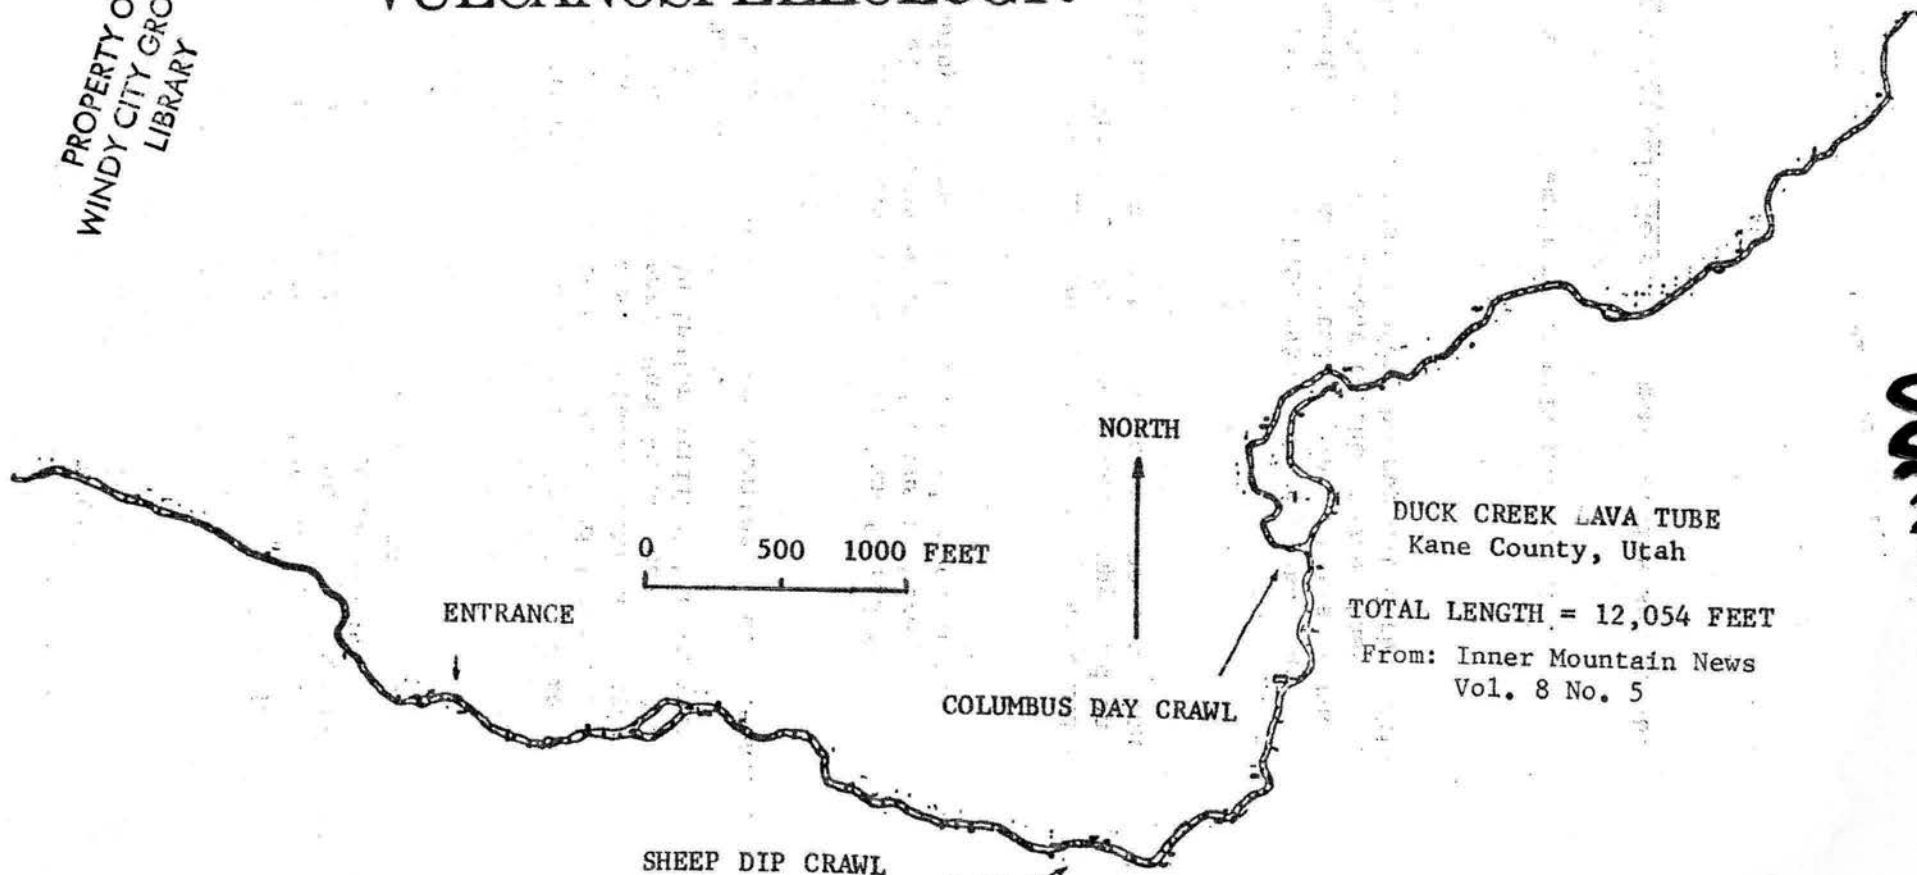 PROPERTY O
WINDY CITY GRO
LIBRARY
NORTH
0 500 1000 FEET
ENTRANCE
DUCK CREEK LAVA TUBE
Kane County, Utah
TOTAL LENGTH = 12,054 FEET
From: Inner Mountain News
Vol. 8 No. 5
COLUMBUS DAY CRAWL
SHEEP DIP CRAWL